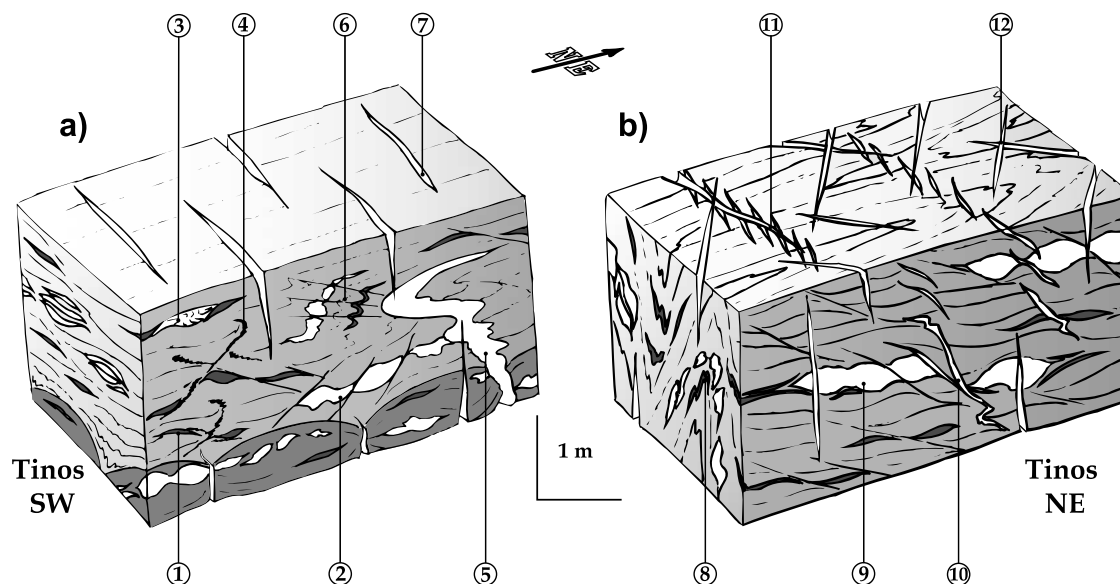 ③ ④ ⑥ ⑦ ⑪ ⑫
NE
a) b)
1 m
Tinos
SW
Tinos
NE
① ② ⑤ ⑧ ⑨ ⑩